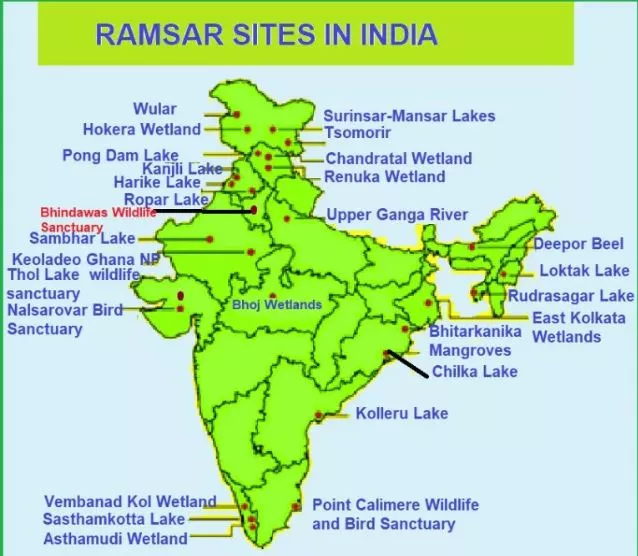 RAMSAR SITES IN INDIA
Wular
Hokera Wetland
Pong Dam Lake
Kanjli Lake
Harike Lake
Ropar Lake
Bhindawas Wildlife
Sanctuary
Sambhar Lake
Keoladeo Ghana NP
Thol Lake wildlife
sanctuary
Nalsarovar Bird
Sanctuary
Surinsar-Mansar Lakes
Tsomorir
Chandratal Wetland
Renuka Wetland
Upper Ganga River
Deepor Beel
Loktak Lake
Rudrasagar Lake
East Kolkata
Wetlands
Bhoj Wetlands
Bhitarkanika
Mangroves
Chilka Lake
Kolleru Lake
Vembanad Kol Wetland
Sasthamkotta Lake
Asthamudi Wetland
Point Calimere Wildlife
and Bird Sanctuary